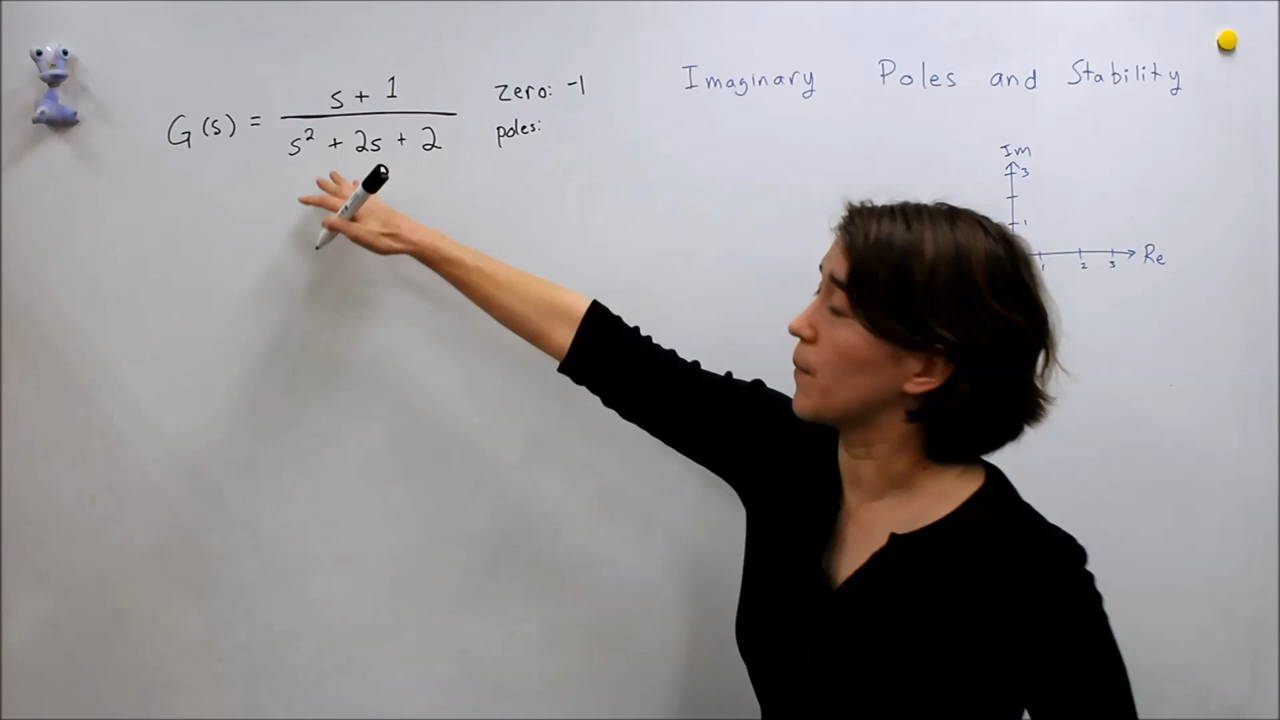 Imaginary Poles and Stability
G(s) = (s + 1) / (s² + 2s + 2)
zero: -1
poles:
Im
3
1
1 2 3
Re